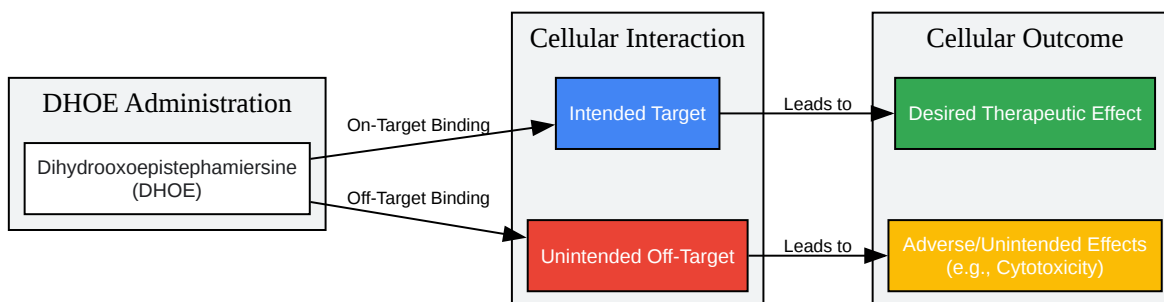 DHOE Administration
Dihydrooxoepistephamiersine
(DHOE)
On-Target Binding
Off-Target Binding
Cellular Interaction
Intended Target
Unintended Off-Target
Leads to
Leads to
Cellular Outcome
Desired Therapeutic Effect
Adverse/Unintended Effects
(e.g., Cytotoxicity)